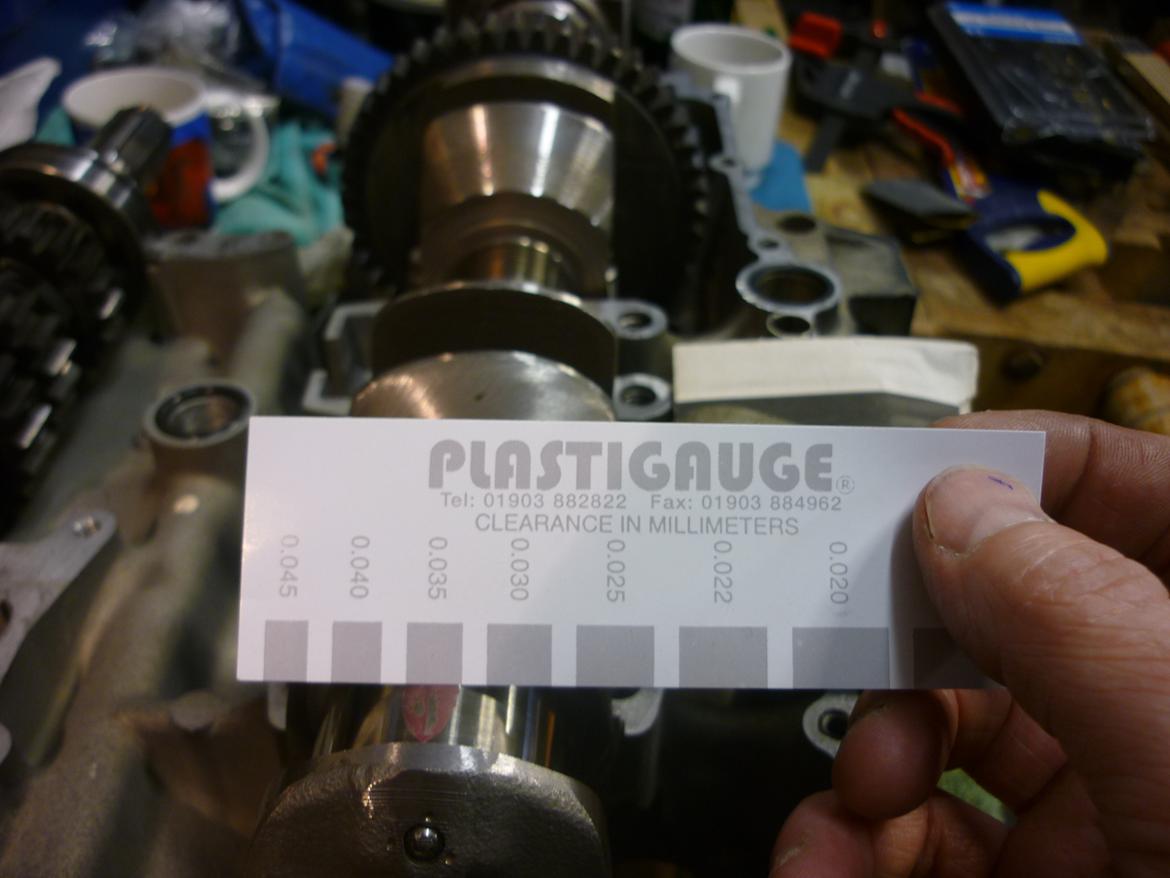 PLASTIGAUGE®
Tel: 01903 882822 Fax: 01903 884962
CLEARANCE IN MILLIMETERS
0.045 0.040 0.035 0.030 0.025 0.022 0.020